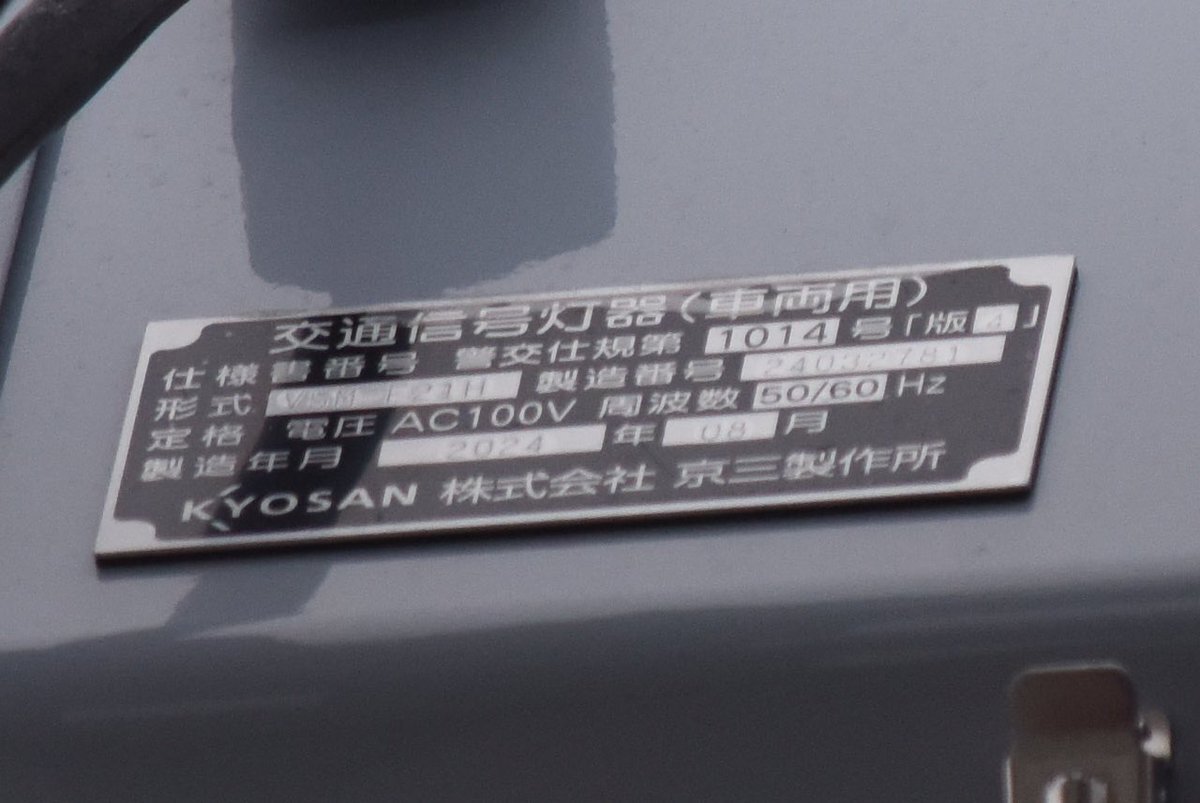 交通信号灯器(車両用)
仕様書番号 警交仕規第 1014 号「版4」
形式 製造番号 24032781
定格 電圧 AC100V 周波数 50/60 Hz
製造年月 2024 年 08 月
KYOSAN 株式会社 京三製作所